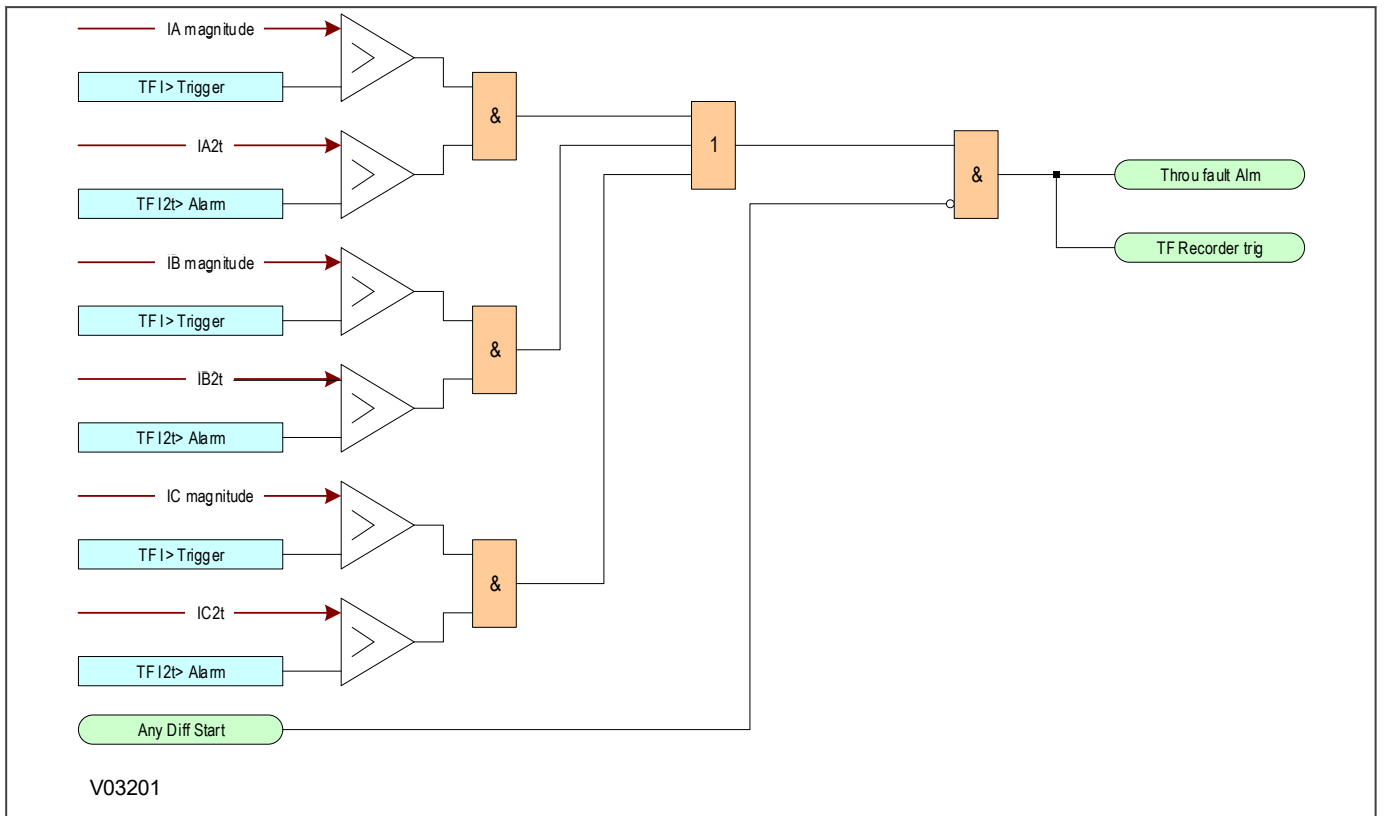 IA magnitude
TF I> Trigger
IA2t
TF I2t> Alarm
IB magnitude
TF I> Trigger
IB2t
TF I2t> Alarm
IC magnitude
TF I> Trigger
IC2t
TF I2t> Alarm
Any Diff Start
>
>
>
>
>
>
&
&
&
1
&
Throu fault Alm
TF Recorder trig
V03201